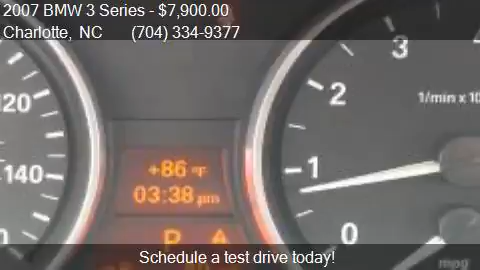 2007 BMW 3 Series - $7,900.00
Charlotte, NC (704) 334-9377
3
120
2
1/min x 10
+86 °F
140
1
03:38 pm
P A
0
mpg
Schedule a test drive today!